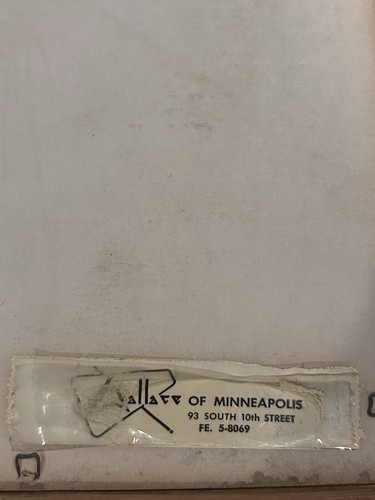 allace OF MINNEAPOLIS
93 SOUTH 10th STREET
FE. 5-8069